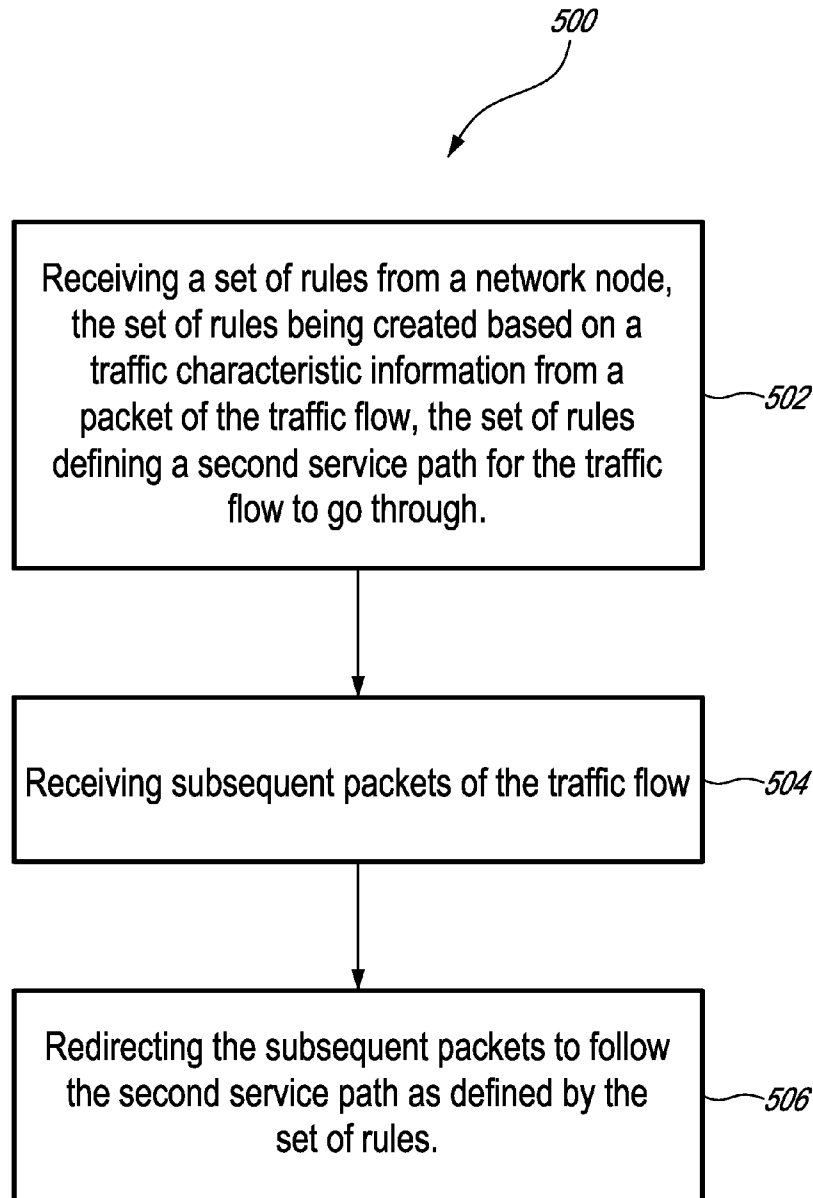 500
Receiving a set of rules from a network node,
the set of rules being created based on a
traffic characteristic information from a
packet of the traffic flow, the set of rules
defining a second service path for the traffic
flow to go through.
502
Receiving subsequent packets of the traffic flow
504
Redirecting the subsequent packets to follow
the second service path as defined by the
set of rules.
506